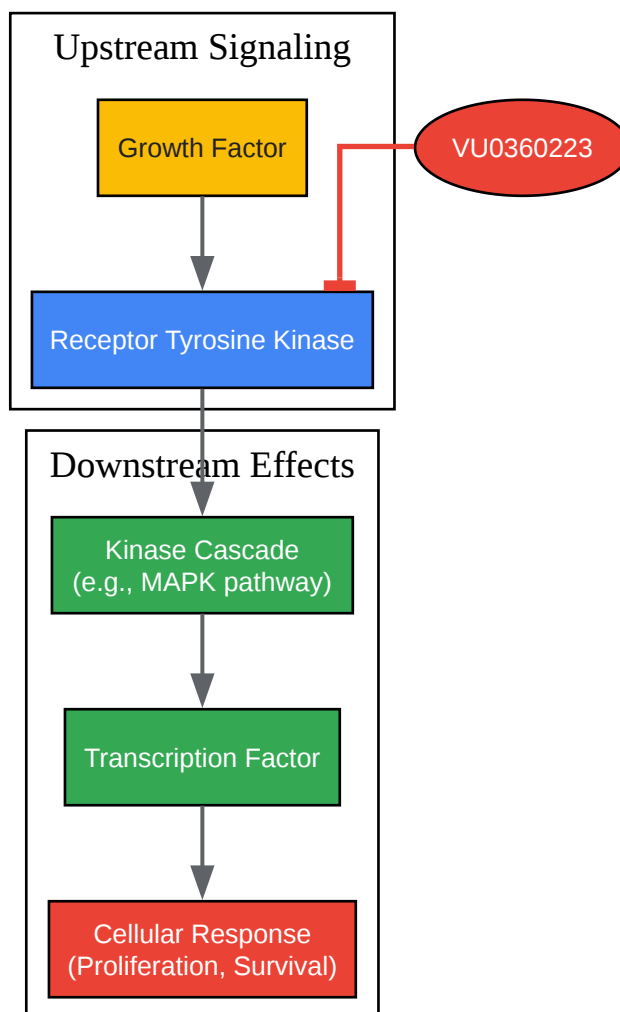 Upstream Signaling
Growth Factor
VU0360223
Receptor Tyrosine Kinase
Downstream Effects
Kinase Cascade
(e.g., MAPK pathway)
Transcription Factor
Cellular Response
(Proliferation, Survival)